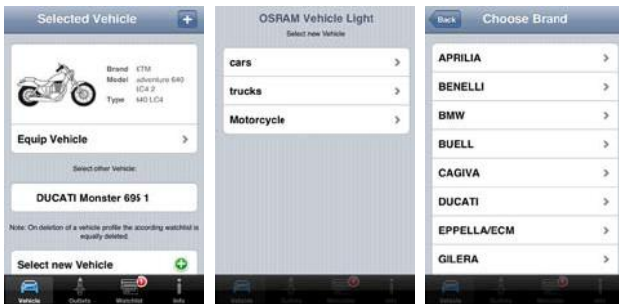 Selected Vehicle
+
Brand KTM
Model adventure 640
LC4 2
Type 640 LC4
Equip Vehicle
Select other Vehicle:
DUCATI Monster 695 1
Note: On deletion of a vehicle profile the according watchlist is
equally deleted.
Select new Vehicle
Vehicle
Outlets
Watchlist
Info
OSRAM Vehicle Light
Select new Vehicle
cars
trucks
Motorcycle
Vehicle
Back
Choose Brand
APRILIA
BENELLI
BMW
BUELL
CAGIVA
DUCATI
EPPELLA/ECM
GILERA
Vehicle